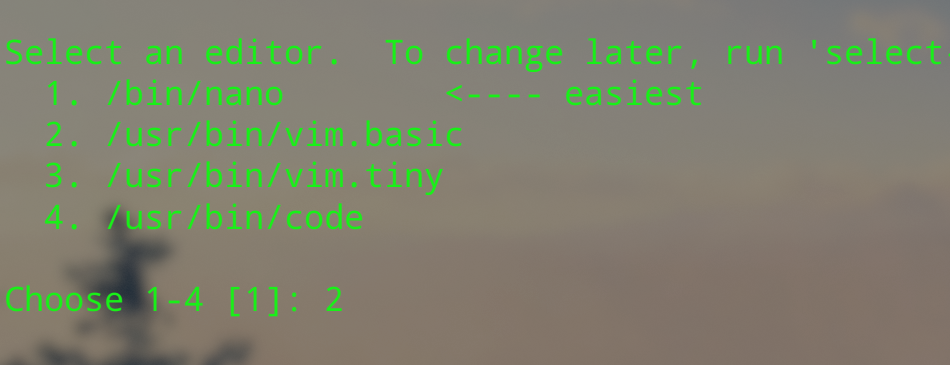 Select an editor.  To change later, run 'select
  1. /bin/nano        <---- easiest
  2. /usr/bin/vim.basic
  3. /usr/bin/vim.tiny
  4. /usr/bin/code
Choose 1-4 [1]: 2